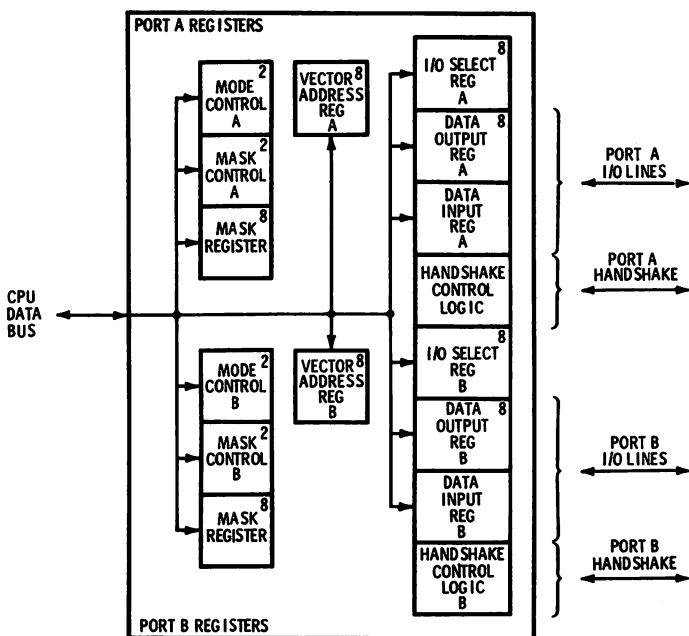 PORT A REGISTERS
2
MODE
CONTROL
A
2
MASK
CONTROL
A
8
MASK
REGISTER
8
VECTOR
ADDRESS
REG
A
8
I/O SELECT
REG
A
8
DATA
OUTPUT
REG
A
DATA
INPUT
REG
A
HANDSHAKE
CONTROL
LOGIC
PORT A
I/O LINES
PORT A
HANDSHAKE
CPU
DATA
BUS
2
MODE
CONTROL
B
2
MASK
CONTROL
B
8
MASK
REGISTER
8
VECTOR
ADDRESS
REG
B
8
I/O SELECT
REG
B
8
DATA
OUTPUT
REG
B
DATA
INPUT
REG
B
HANDSHAKE
CONTROL
LOGIC
B
PORT B
I/O LINES
PORT B
HANDSHAKE
PORT B REGISTERS